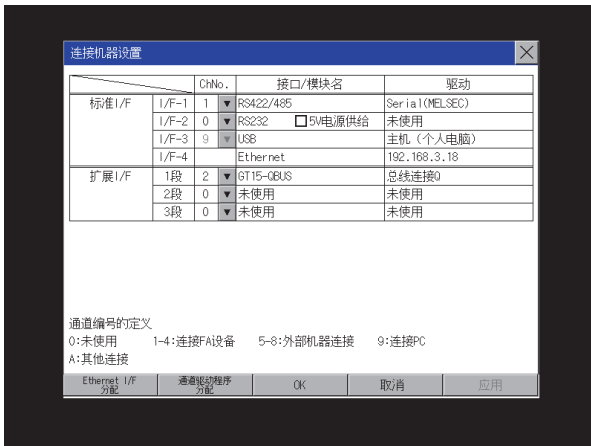 连接机器设置
ChNo. 接口/模块名 驱动
标准I/F I/F-1 1 RS422/485 Serial(MELSEC)
I/F-2 0 RS232 5V电源供给 未使用
I/F-3 9 USB 主机（个人电脑）
I/F-4 Ethernet 192.168.3.18
扩展I/F 1段 2 GT15-QBUS 总线连接Q
2段 0 未使用 未使用
3段 0 未使用 未使用
通道编号的定义
0:未使用 1-4:连接FA设备 5-8:外部机器连接 9:连接PC
A:其他连接
Ethernet I/F 通道驱动程序 OK 取消 应用
分配 分配